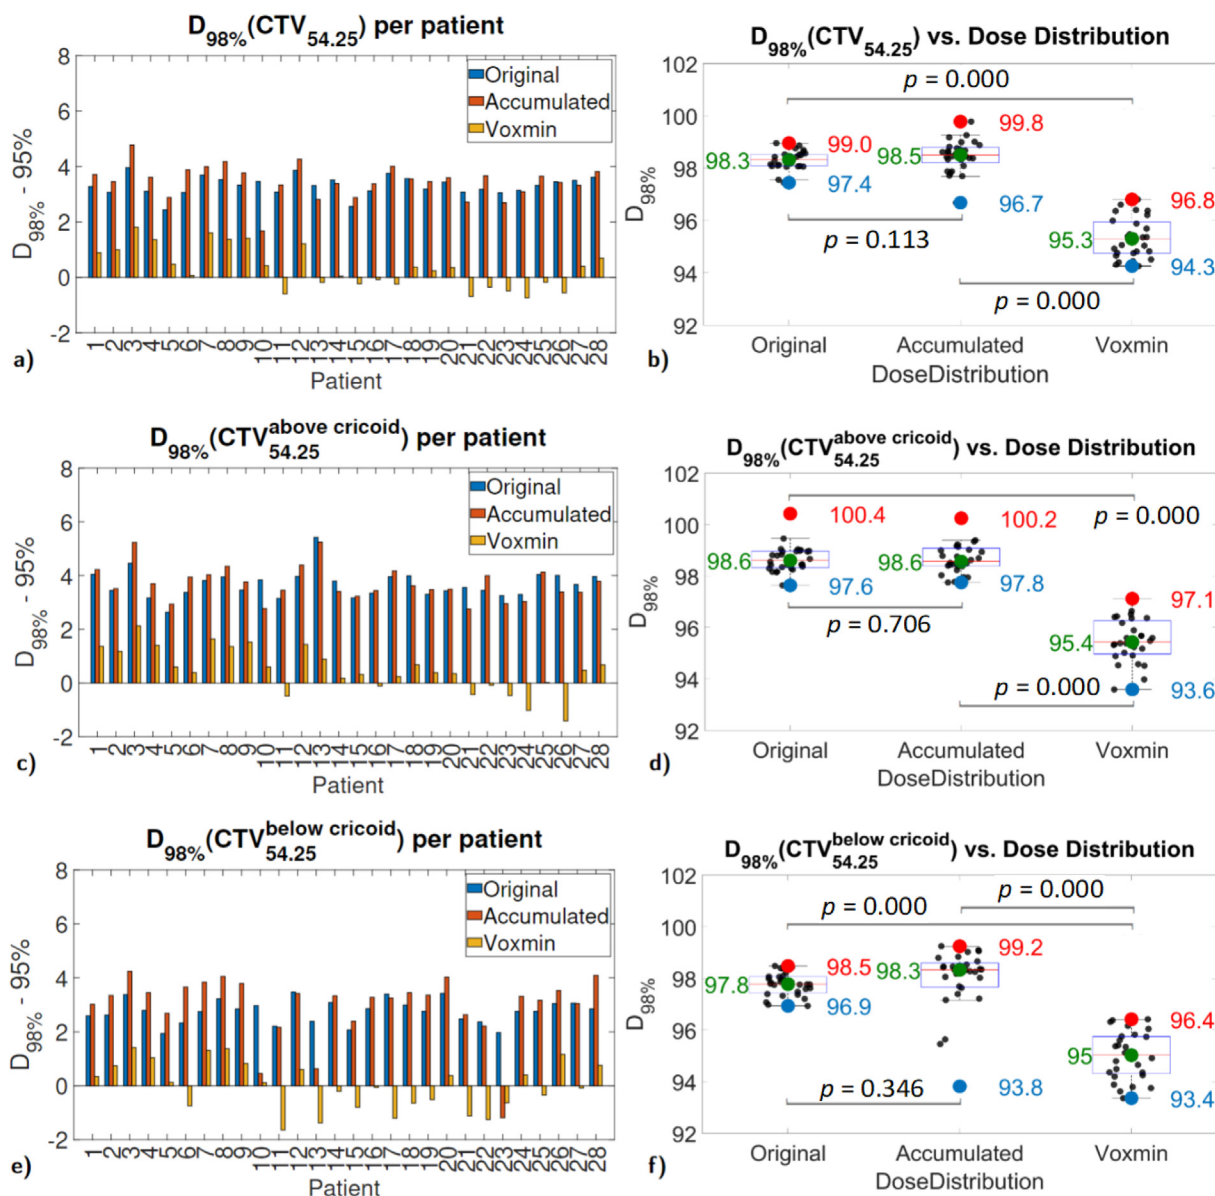 D98%(CTV54.25) per patient
8
6
4
2
0
-2
D98% - 95%
Original
Accumulated
Voxmin
1 2 3 4 5 6 7 8 9 10 11 12 13 14 15 16 17 18 19 20 21 22 23 24 25 26 27 28
Patient
a)
D98%(CTV54.25) vs. Dose Distribution
102
100
98
96
94
92
D98%
p = 0.000
99.0
98.3
97.4
99.8
98.5
96.7
96.8
95.3
94.3
p = 0.113
p = 0.000
Original Accumulated Voxmin
DoseDistribution
b)
D98%(CTV54.25 above cricoid) per patient
8
6
4
2
0
-2
D98% - 95%
Original
Accumulated
Voxmin
1 2 3 4 5 6 7 8 9 10 11 12 13 14 15 16 17 18 19 20 21 22 23 24 25 26 27 28
Patient
c)
D98%(CTV54.25 above cricoid) vs. Dose Distribution
102
100
98
96
94
92
D98%
100.4
98.6
97.6
100.2
98.6
97.8
p = 0.000
97.1
95.4
93.6
p = 0.706
p = 0.000
Original Accumulated Voxmin
DoseDistribution
d)
D98%(CTV54.25 below cricoid) per patient
8
6
4
2
0
-2
D98% - 95%
Original
Accumulated
Voxmin
1 2 3 4 5 6 7 8 9 10 11 12 13 14 15 16 17 18 19 20 21 22 23 24 25 26 27 28
Patient
e)
D98%(CTV54.25 below cricoid) vs. Dose Distribution
102
100
98
96
94
92
D98%
p = 0.000
p = 0.000
98.5
97.8
96.9
99.2
98.3
93.8
96.4
95
93.4
p = 0.346
Original Accumulated Voxmin
DoseDistribution
f)